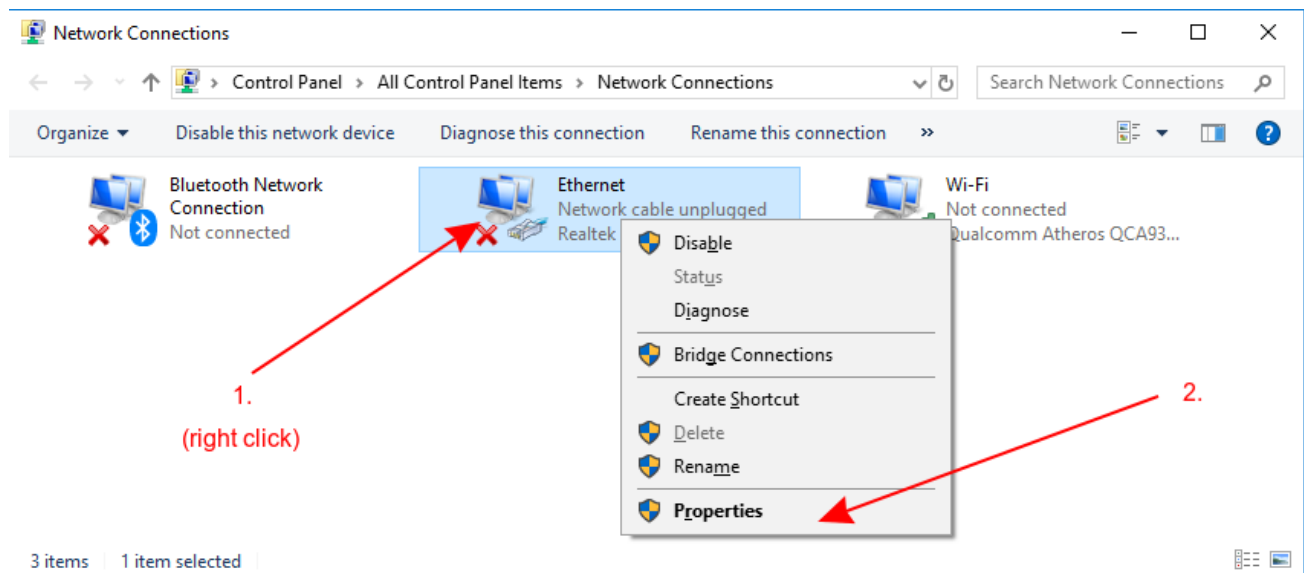 Network Connections
Control Panel > All Control Panel Items > Network Connections
Search Network Connections
Organize
Disable this network device
Diagnose this connection
Rename this connection
»
Bluetooth Network
Connection
Not connected
Ethernet
Network cable unplugged
Realtek
Wi-Fi
Not connected
Qualcomm Atheros QCA93...
Disable
Status
Diagnose
Bridge Connections
Create Shortcut
Delete
Rename
Properties
1.
(right click)
2.
3 items
1 item selected